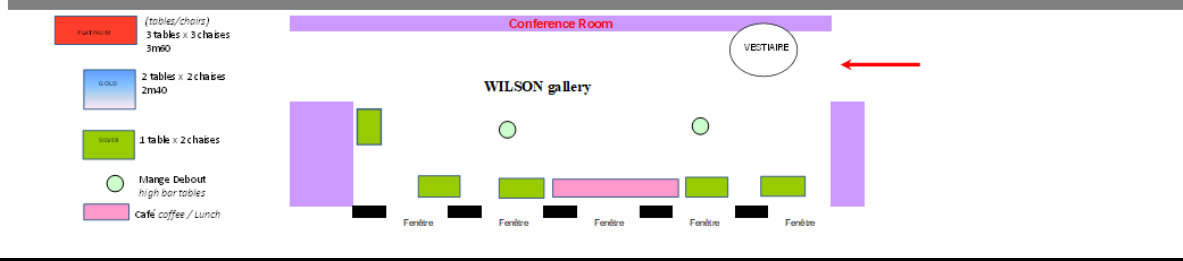 PLATINUM
(tables/chairs)
3 tables x 3 chaises
3m60
GOLD
2 tables x 2 chaises
2m40
SILVER
1 table x 2 chaises
Mange Debout
high bar tables
Café coffee / Lunch
Conference Room
VESTIAIRE
WILSON gallery
Fenêtre
Fenêtre
Fenêtre
Fenêtre
Fenêtre